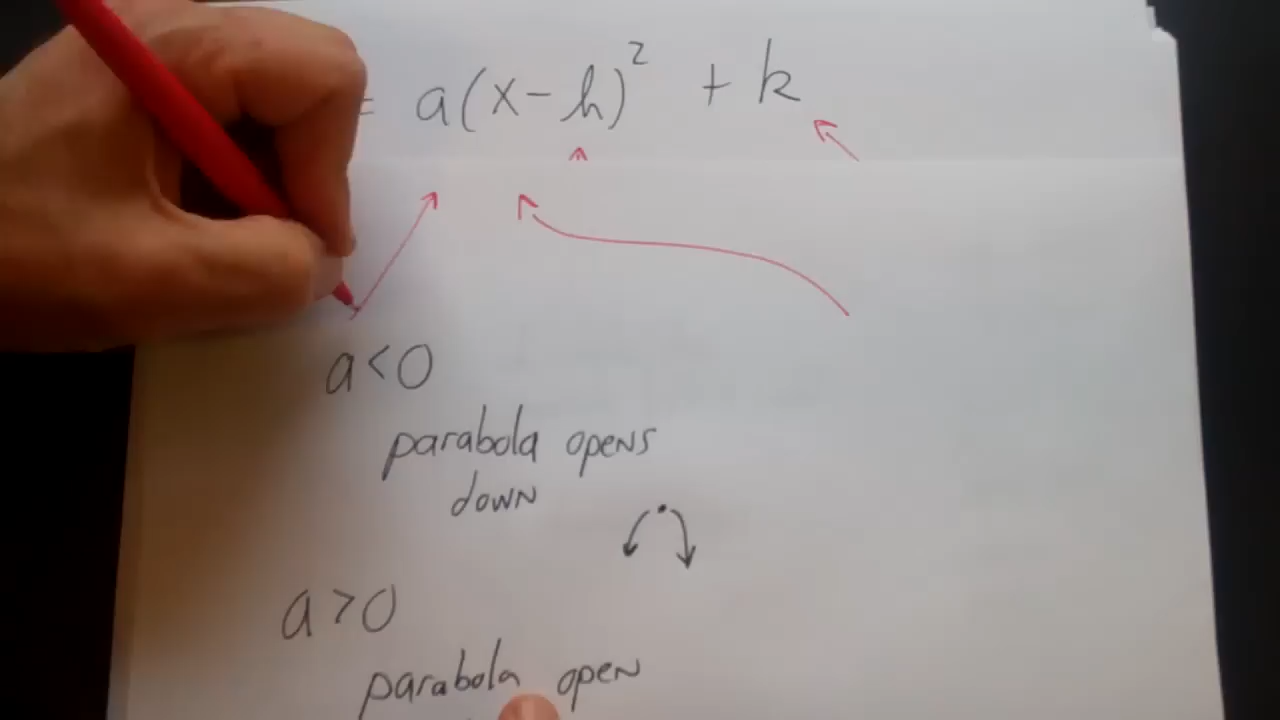 = a(x-h)² + k
a<0
parabola opens
down
a>0
parabola open